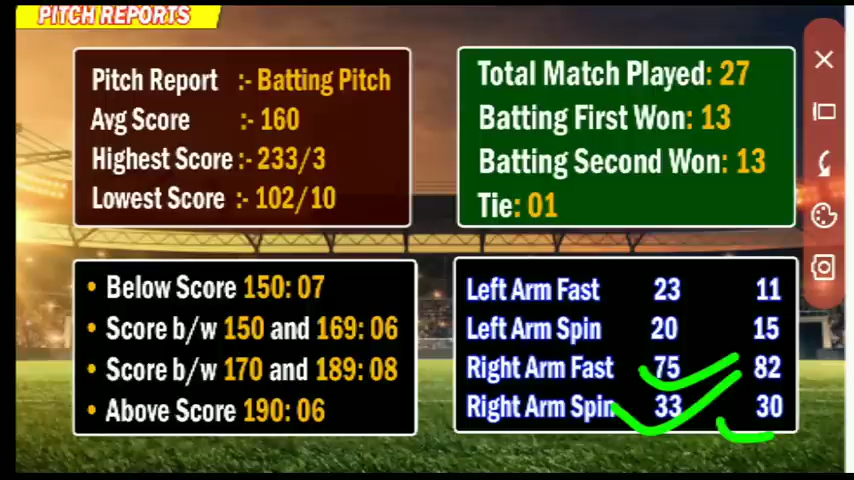 PITCH REPORTS
Pitch Report :- Batting Pitch
Avg Score :- 160
Highest Score :- 233/3
Lowest Score :- 102/10
Total Match Played: 27
Batting First Won: 13
Batting Second Won: 13
Tie: 01
• Below Score 150: 07
• Score b/w 150 and 169: 06
• Score b/w 170 and 189: 08
• Above Score 190: 06
Left Arm Fast 23 11
Left Arm Spin 20 15
Right Arm Fast 75 82
Right Arm Spin 33 30